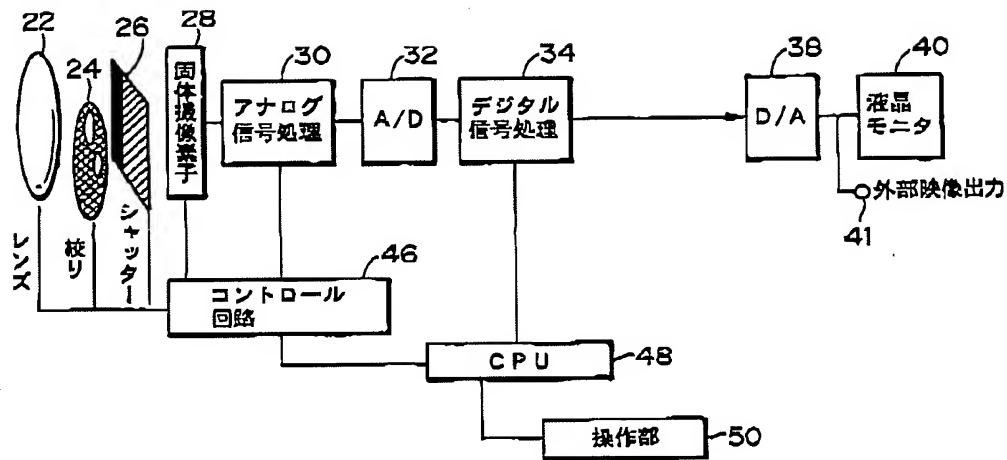 22
24
26
28
30
32
34
38
40
固体撮像素子
アナログ
信号処理
A/D
デジタル
信号処理
D/A
液晶
モニタ
外部映像出力
41
レンズ
絞り
シャッター
46
コントロール
回路
CPU
48
操作部
50